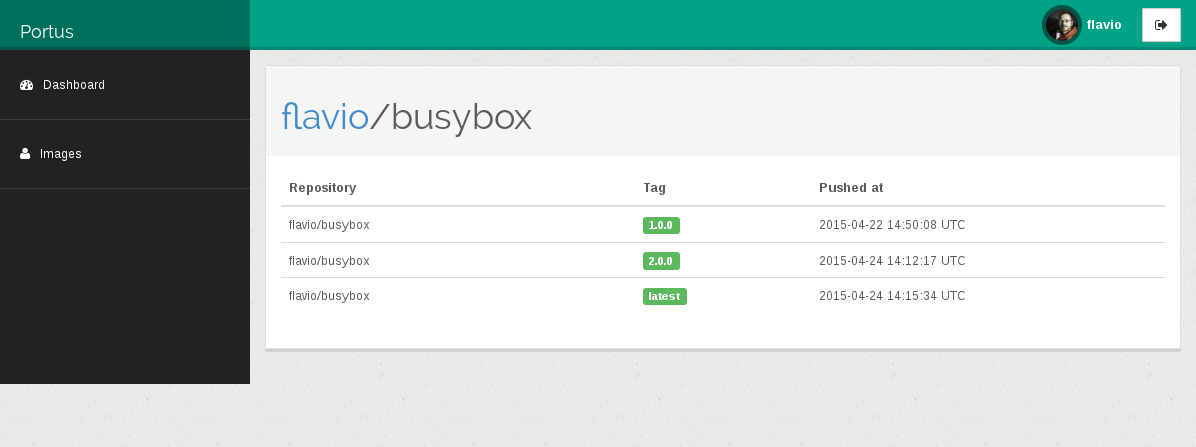 Portus
flavio
Dashboard
Images
flavio/busybox
Repository Tag Pushed at
flavio/busybox 1.0.0 2015-04-22 14:50:08 UTC
flavio/busybox 2.0.0 2015-04-24 14:12:17 UTC
flavio/busybox latest 2015-04-24 14:15:34 UTC